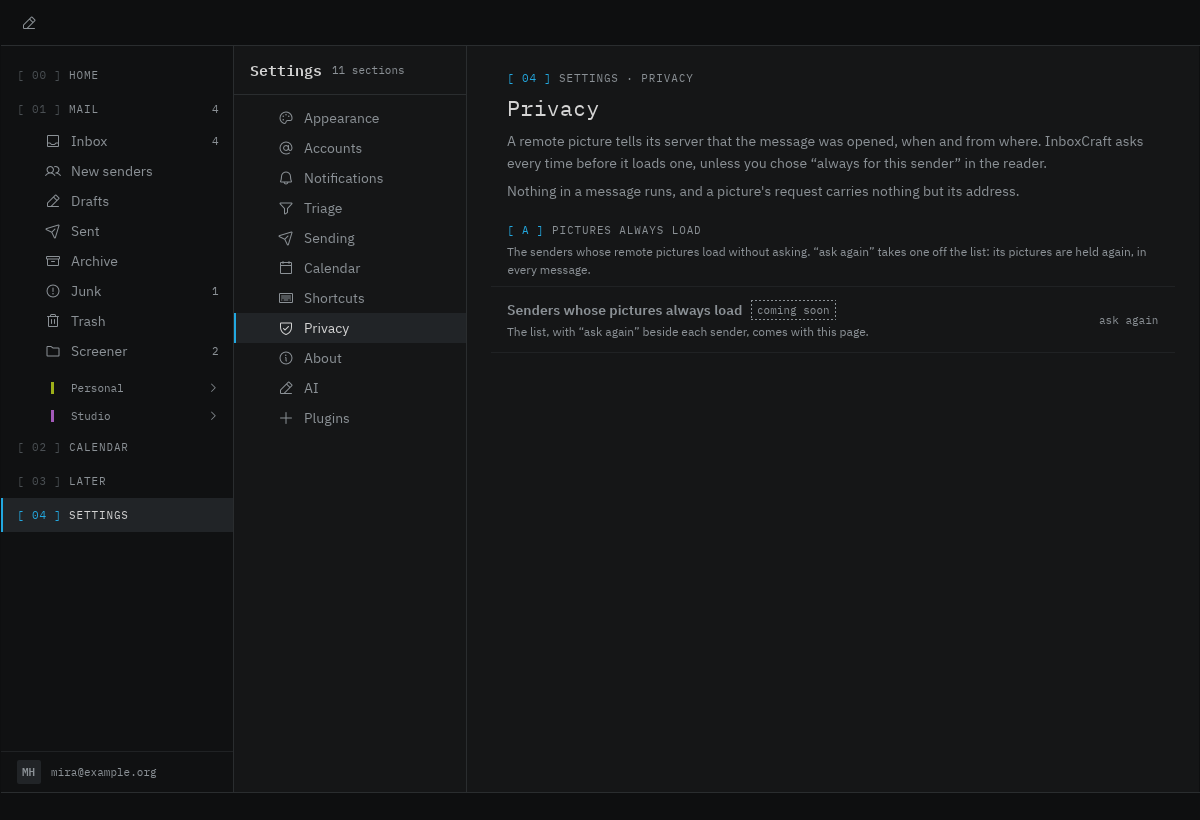 [ 00 ] HOME
[ 01 ] MAIL 4
Inbox 4
New senders
Drafts
Sent
Archive
Junk 1
Trash
Screener 2
Personal
Studio
[ 02 ] CALENDAR
[ 03 ] LATER
[ 04 ] SETTINGS
MH mira@example.org
Settings 11 sections
Appearance
Accounts
Notifications
Triage
Sending
Calendar
Shortcuts
Privacy
About
AI
Plugins
[ 04 ] SETTINGS · PRIVACY
Privacy
A remote picture tells its server that the message was opened, when and from where. InboxCraft asks
every time before it loads one, unless you chose “always for this sender” in the reader.
Nothing in a message runs, and a picture's request carries nothing but its address.
[ A ] PICTURES ALWAYS LOAD
The senders whose remote pictures load without asking. “ask again” takes one off the list: its pictures are held again, in
every message.
Senders whose pictures always load coming soon
The list, with “ask again” beside each sender, comes with this page.
ask again